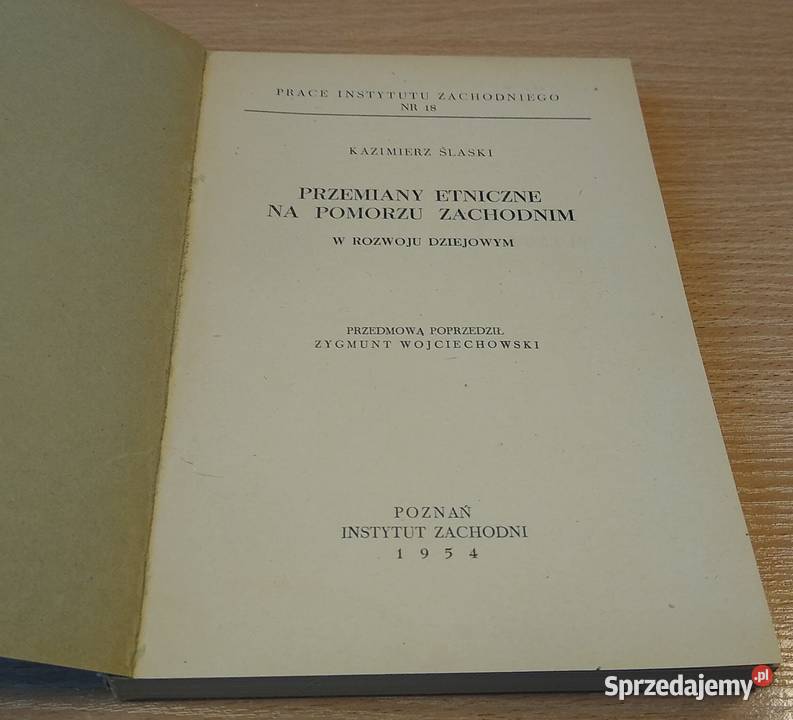 PRACE INSTYTUTU ZACHODNIEGO
NR 18
KAZIMIERZ ŚLASKI
PRZEMIANY ETNICZNE
NA POMORZU ZACHODNIM
W ROZWOJU DZIEJOWYM
PRZEDMOWĄ POPRZEDZIŁ
ZYGMUNT WOJCIECHOWSKI
POZNAŃ
INSTYTUT ZACHODNI
1954
Sprzedajemy.pl